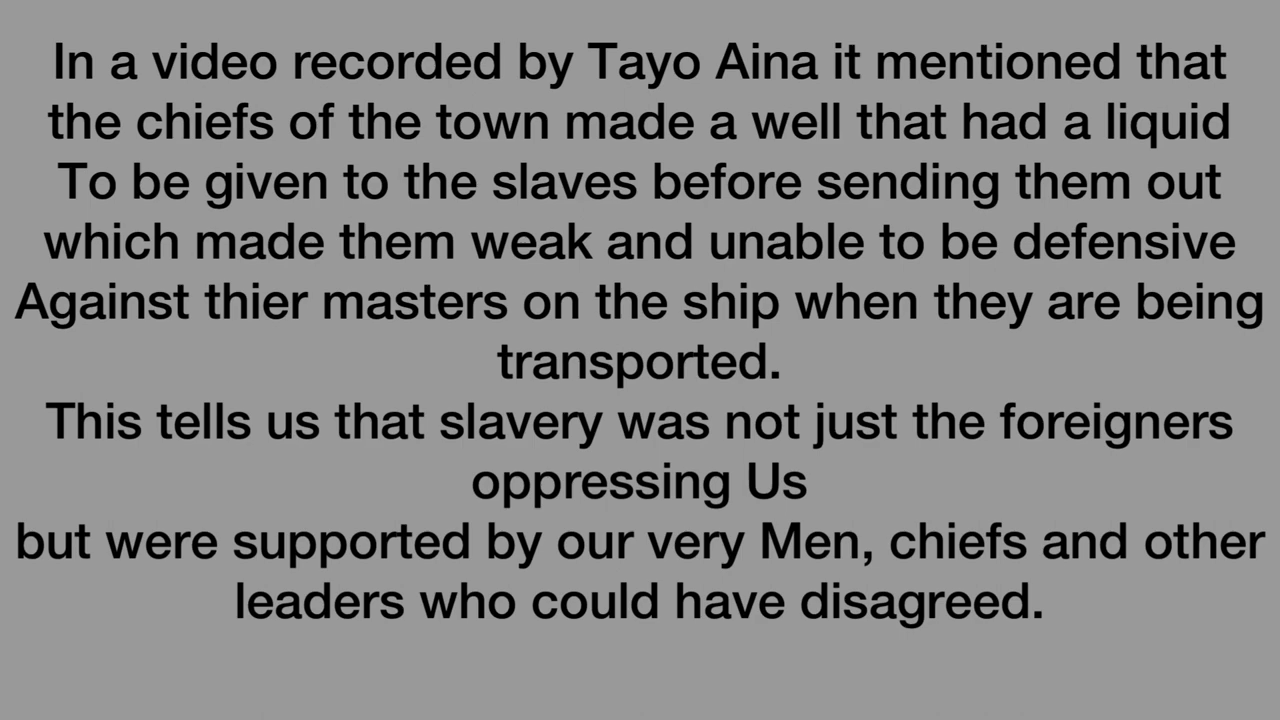 In a video recorded by Tayo Aina it mentioned that
the chiefs of the town made a well that had a liquid
To be given to the slaves before sending them out
which made them weak and unable to be defensive
Against thier masters on the ship when they are being
transported.
This tells us that slavery was not just the foreigners
oppressing Us
but were supported by our very Men, chiefs and other
leaders who could have disagreed.